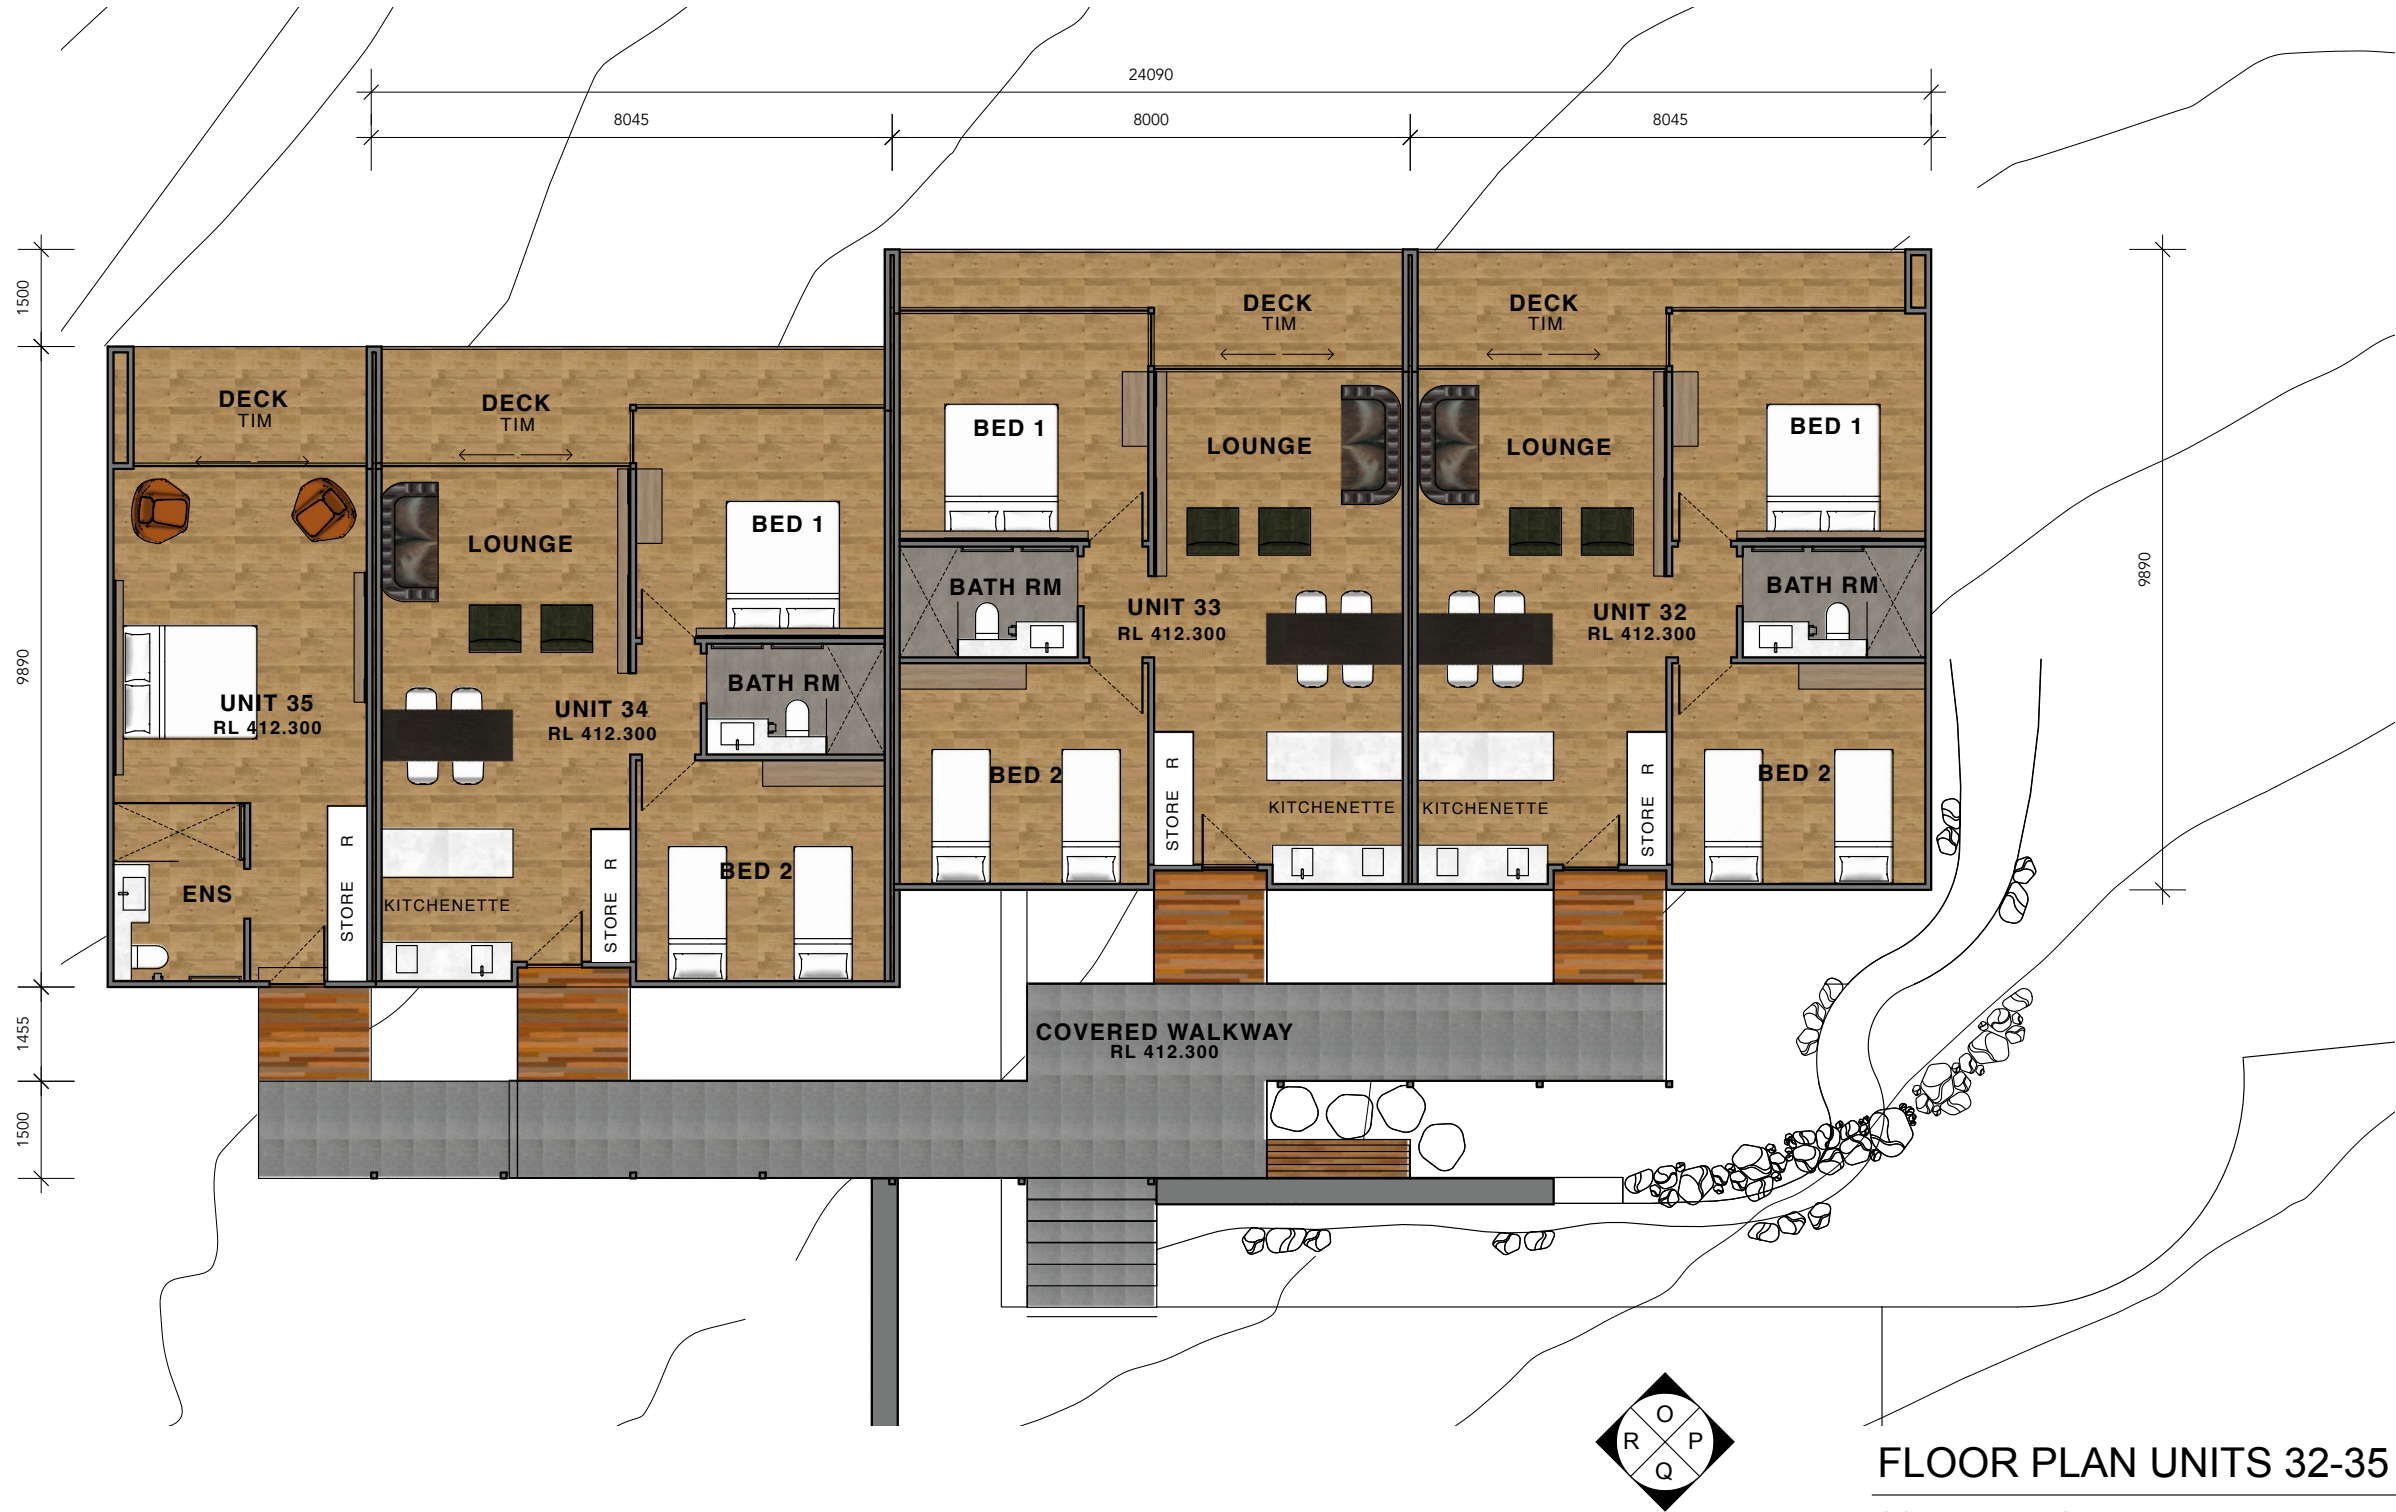 24090
8045
8000
8045
1500
9890
1455
1500
9890
DECK
TIM
DECK
TIM
DECK
TIM
DECK
TIM
BED 1
LOUNGE
LOUNGE
BED 1
LOUNGE
BED 1
BATH RM
UNIT 33
RL 412.300
UNIT 32
RL 412.300
BATH RM
UNIT 35
RL 412.300
UNIT 34
RL 412.300
BATH RM
BED 2
STORE R
KITCHENETTE
KITCHENETTE
STORE R
BED 2
ENS
STORE R
KITCHENETTE
STORE R
BED 2
COVERED WALKWAY
RL 412.300
O
R
P
Q
FLOOR PLAN UNITS 32-35